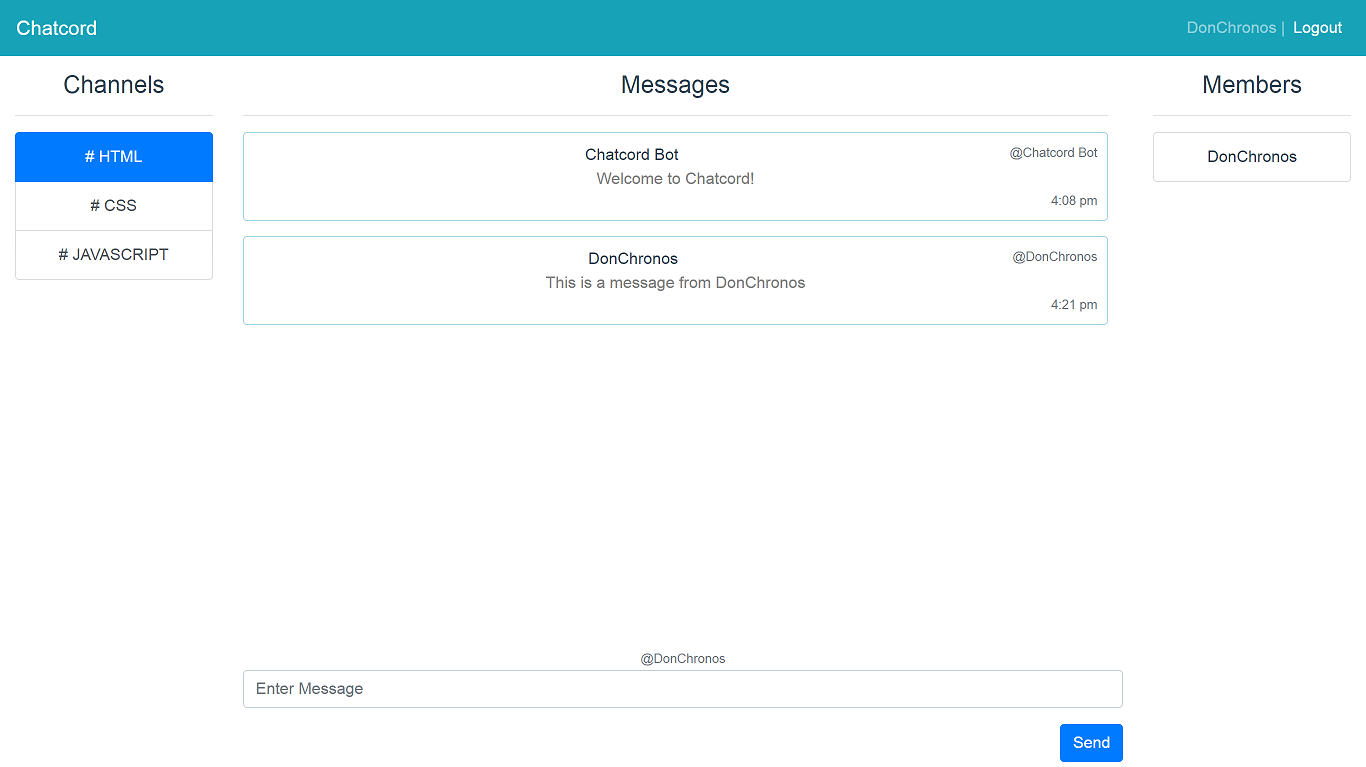 Chatcord
DonChronos | Logout
Channels
# HTML
# CSS
# JAVASCRIPT
Messages
Chatcord Bot
@Chatcord Bot
Welcome to Chatcord!
4:08 pm
DonChronos
@DonChronos
This is a message from DonChronos
4:21 pm
@DonChronos
Enter Message
Send
Members
DonChronos